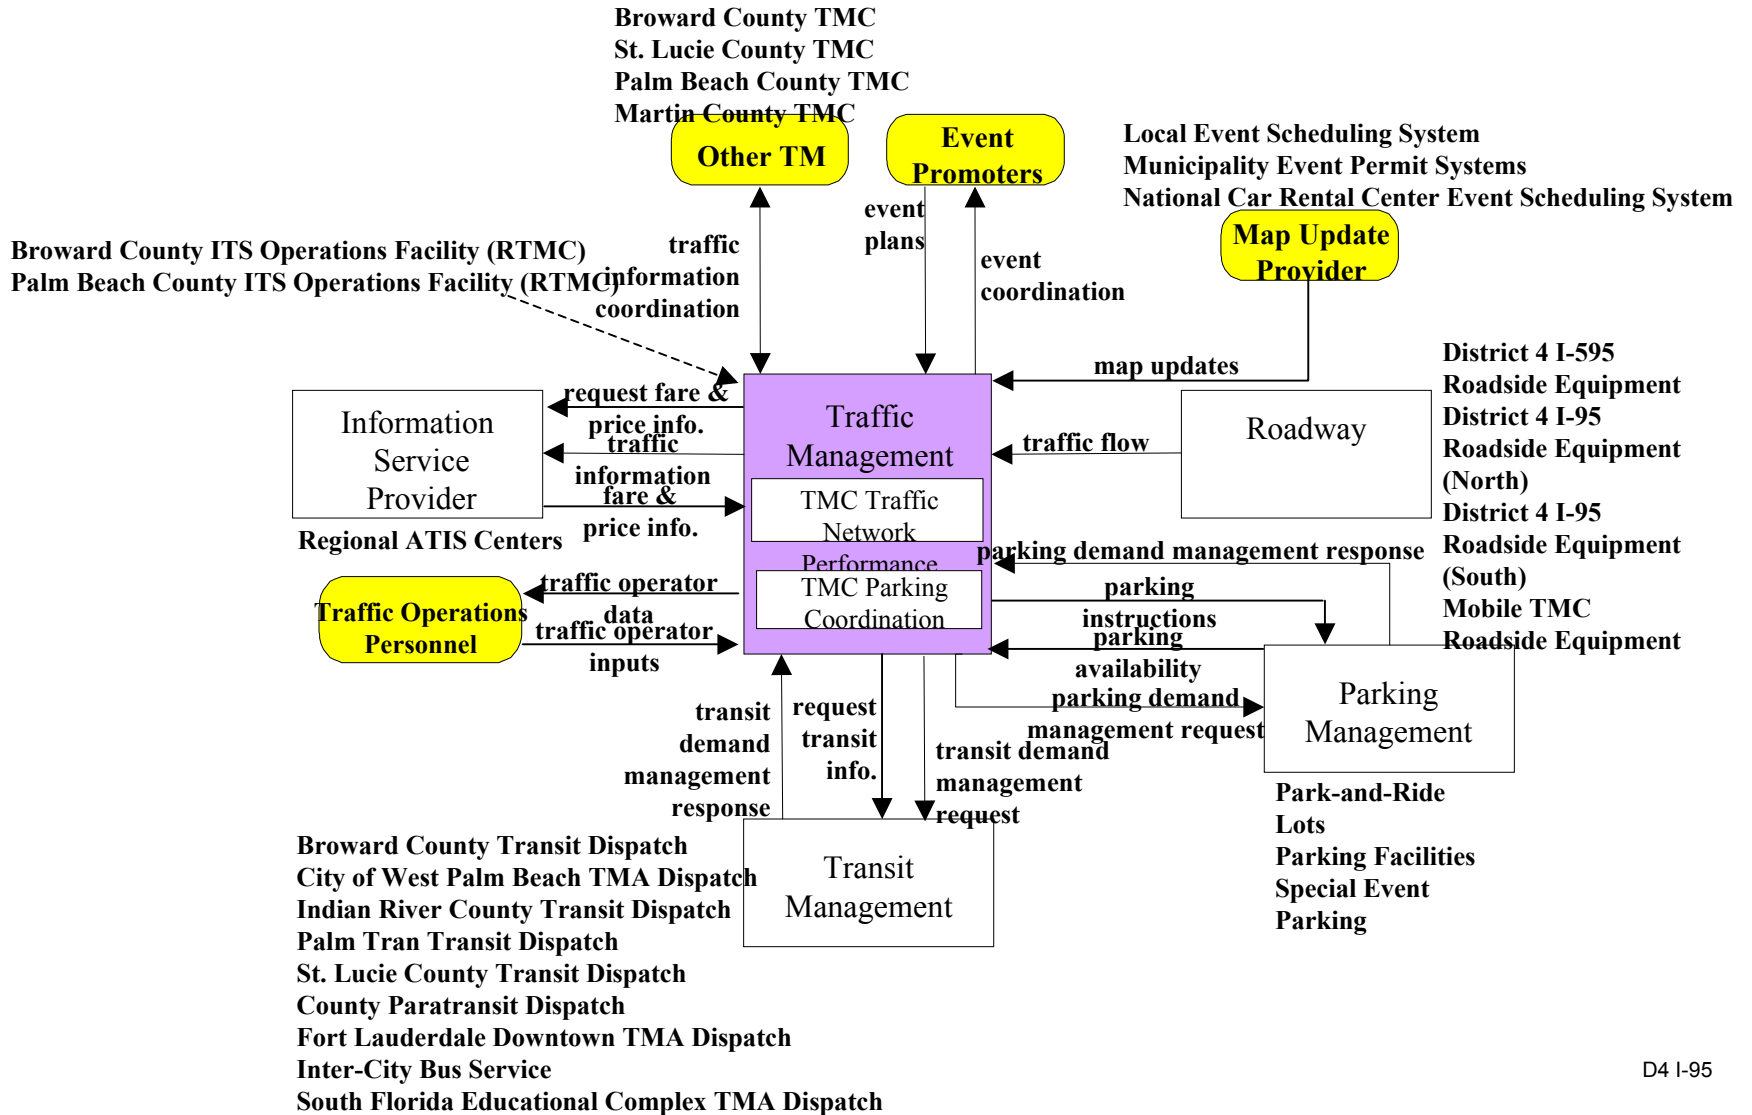 Broward County TMC
St. Lucie County TMC
Palm Beach County TMC
Martin County TMC
Other TM
Event
Promoters
Local Event Scheduling System
Municipality Event Permit Systems
National Car Rental Center Event Scheduling System
Map Update
Provider
Broward County ITS Operations Facility (RTMC)
Palm Beach County ITS Operations Facility (RTMC)
traffic
information
coordination
event
plans
event
coordination
map updates
District 4 I-595
Roadside Equipment
District 4 I-95
Roadside Equipment
(North)
District 4 I-95
Roadside Equipment
(South)
Mobile TMC
Roadside Equipment
Information
Service
Provider
Regional ATIS Centers
request fare &
price info.
traffic
information
fare &
price info.
Traffic
Management
TMC Traffic
Network
Performance
TMC Parking
Coordination
traffic flow
Roadway
Traffic Operations
Personnel
traffic operator
data
traffic operator
inputs
parking demand management response
parking
instructions
parking
availability
parking demand
management request
Parking
Management
Park-and-Ride
Lots
Parking Facilities
Special Event
Parking
transit
demand
management
response
request
transit
info.
transit demand
management
request
Transit
Management
Broward County Transit Dispatch
City of West Palm Beach TMA Dispatch
Indian River County Transit Dispatch
Palm Tran Transit Dispatch
St. Lucie County Transit Dispatch
County Paratransit Dispatch
Fort Lauderdale Downtown TMA Dispatch
Inter-City Bus Service
South Florida Educational Complex TMA Dispatch
D4 I-95